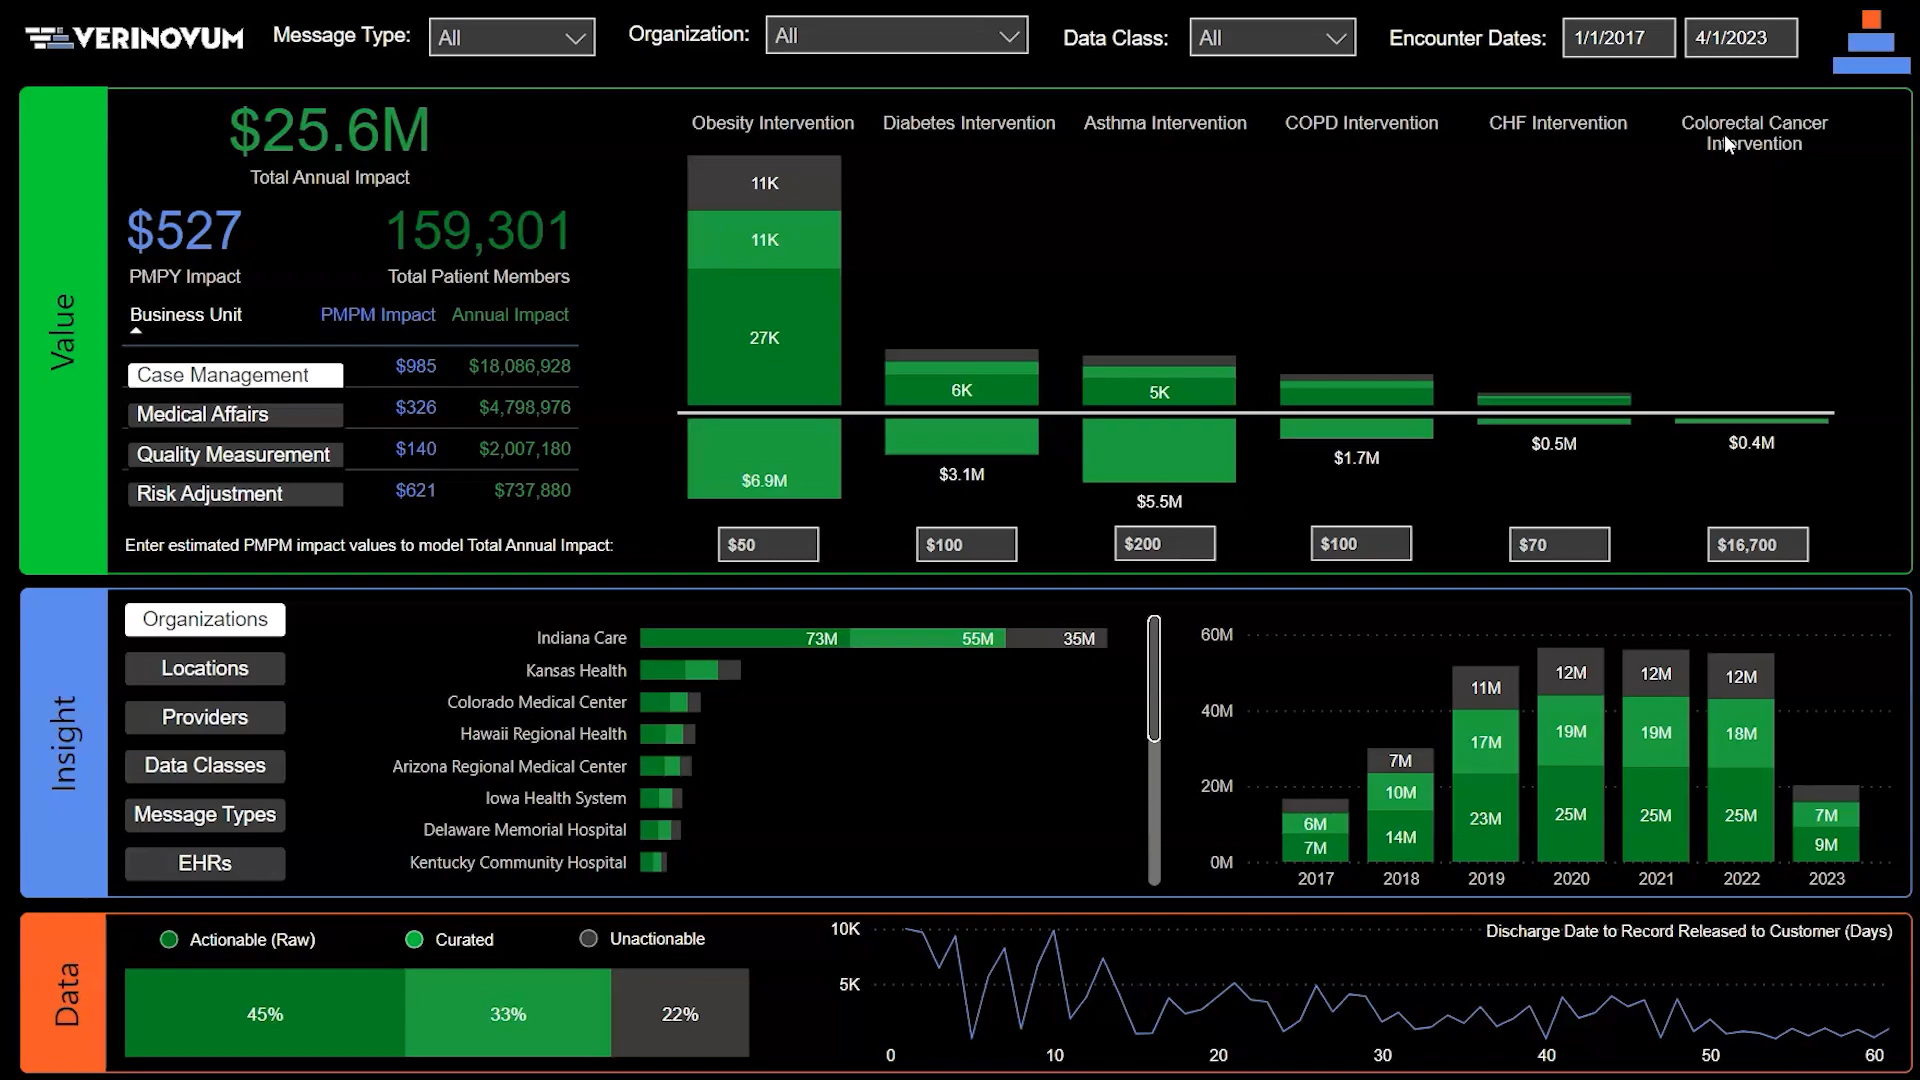 VERINOVUM
Message Type: All
Organization: All
Data Class: All
Encounter Dates: 1/1/2017 4/1/2023
Value
$25.6M
Total Annual Impact
$527
PMPY Impact
159,301
Total Patient Members
Business Unit PMPM Impact Annual Impact
Case Management $985 $18,086,928
Medical Affairs $326 $4,798,976
Quality Measurement $140 $2,007,180
Risk Adjustment $621 $737,880
Obesity Intervention Diabetes Intervention Asthma Intervention COPD Intervention CHF Intervention Colorectal Cancer
Intervention
11K
11K
27K
6K 5K
$6.9M $3.1M $5.5M $1.7M $0.5M $0.4M
Enter estimated PMPM impact values to model Total Annual Impact: $50 $100 $200 $100 $70 $16,700
Insight
Organizations
Locations
Providers
Data Classes
Message Types
EHRs
Indiana Care 73M 55M 35M
Kansas Health
Colorado Medical Center
Hawaii Regional Health
Arizona Regional Medical Center
Iowa Health System
Delaware Memorial Hospital
Kentucky Community Hospital
60M
40M
20M
0M
6M
7M
7M
10M
14M
11M
17M
23M
12M
19M
25M
12M
19M
25M
12M
18M
25M
7M
9M
2017 2018 2019 2020 2021 2022 2023
Data
Actionable (Raw) Curated Unactionable
45% 33% 22%
Discharge Date to Record Released to Customer (Days)
10K
5K
0 10 20 30 40 50 60